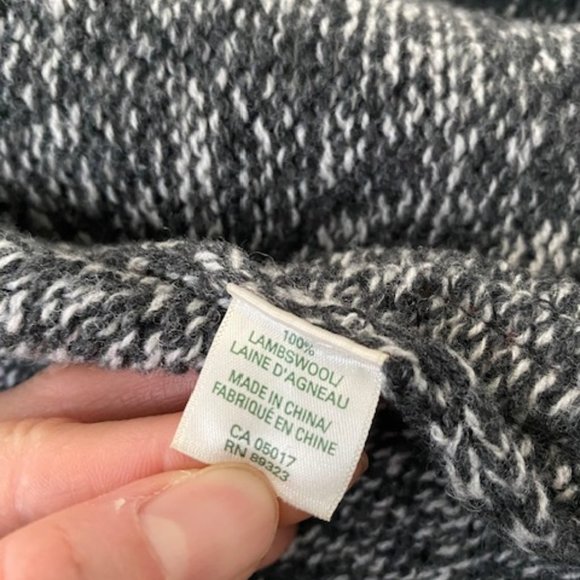 100%
LAMBSWOOL/
LAINE D'AGNEAU
MADE IN CHINA/
FABRIQUÉ EN CHINE
CA 05017
RN 89323